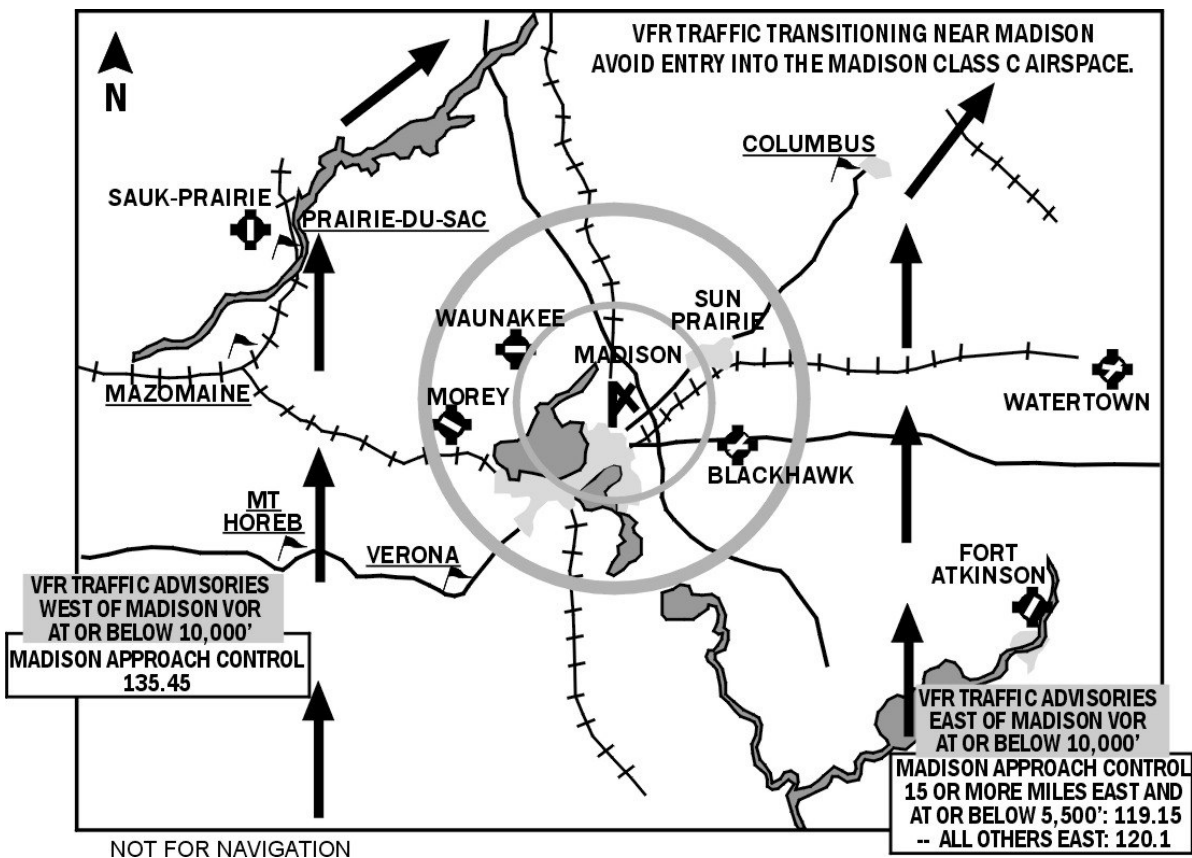 VFR TRAFFIC TRANSITIONING NEAR MADISON
AVOID ENTRY INTO THE MADISON CLASS C AIRSPACE.
N
COLUMBUS
SAUK-PRAIRIE
PRAIRIE-DU-SAC
SUN
PRAIRIE
WAUNAKEE
MADISON
MAZOMAINE
MOREY
WATERTOWN
BLACKHAWK
MT
HOREB
VERONA
FORT
ATKINSON
VFR TRAFFIC ADVISORIES
WEST OF MADISON VOR
AT OR BELOW 10,000’
MADISON APPROACH CONTROL
135.45
VFR TRAFFIC ADVISORIES
EAST OF MADISON VOR
AT OR BELOW 10,000’
MADISON APPROACH CONTROL
15 OR MORE MILES EAST AND
AT OR BELOW 5,500’: 119.15
-- ALL OTHERS EAST: 120.1
NOT FOR NAVIGATION